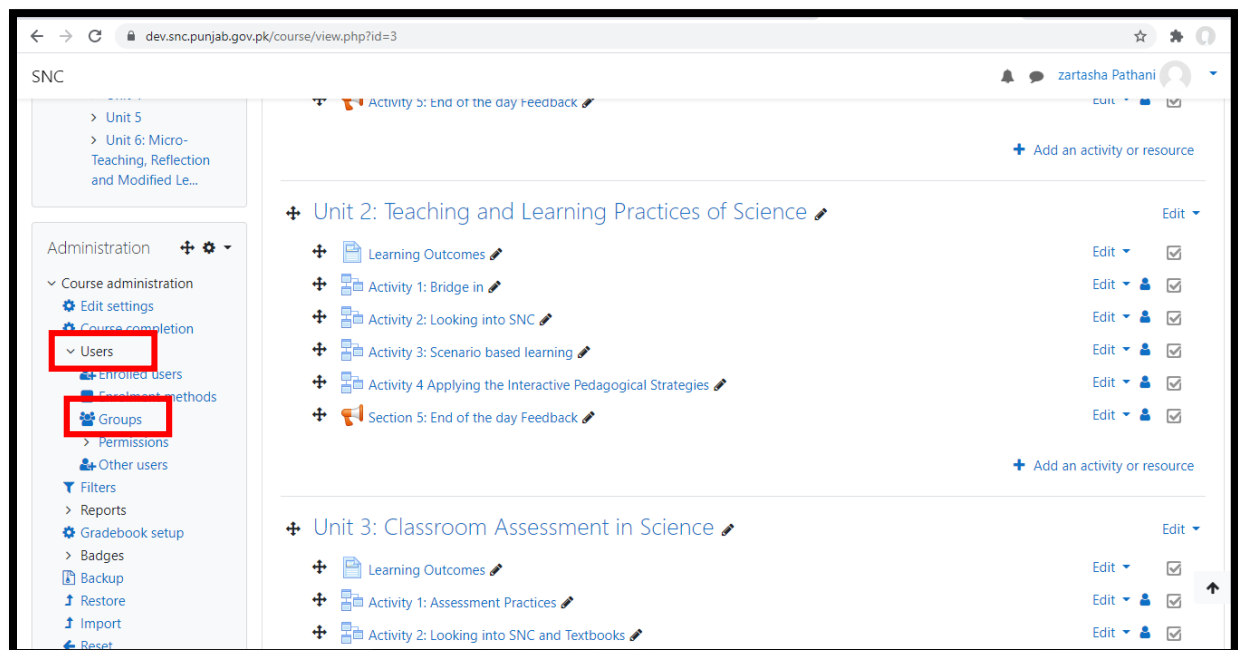 dev.snc.punjab.gov.pk/course/view.php?id=3
SNC
zartasha Pathani
Unit 5
Unit 6: Micro-
Teaching, Reflection
and Modified Le...
Administration
Course administration
Edit settings
Course completion
Users
Enrolled users
Enrolment methods
Groups
Permissions
Other users
Filters
Reports
Gradebook setup
Badges
Backup
Restore
Import
Reset
Activity 5: End of the day Feedback
Edit
+ Add an activity or resource
Unit 2: Teaching and Learning Practices of Science
Edit
Learning Outcomes
Edit
Activity 1: Bridge in
Edit
Activity 2: Looking into SNC
Edit
Activity 3: Scenario based learning
Edit
Activity 4 Applying the Interactive Pedagogical Strategies
Edit
Section 5: End of the day Feedback
Edit
+ Add an activity or resource
Unit 3: Classroom Assessment in Science
Edit
Learning Outcomes
Edit
Activity 1: Assessment Practices
Edit
Activity 2: Looking into SNC and Textbooks
Edit